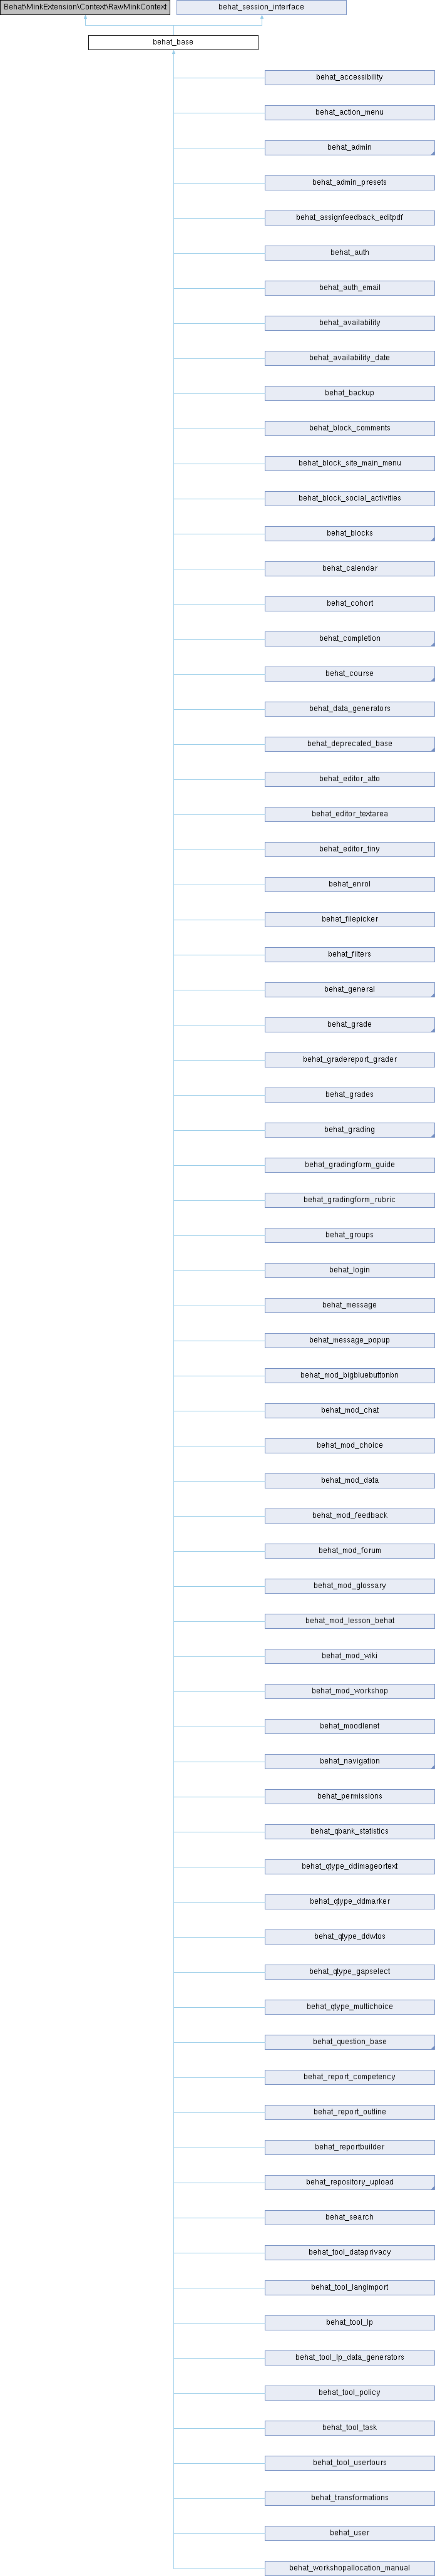 Behat\MinkExtension\Context\RawMinkContext
behat_session_interface
behat_base
behat_accessibility
behat_action_menu
behat_admin
behat_admin_presets
behat_assignfeedback_editpdf
behat_auth
behat_auth_email
behat_availability
behat_availability_date
behat_backup
behat_block_comments
behat_block_site_main_menu
behat_block_social_activities
behat_blocks
behat_calendar
behat_cohort
behat_completion
behat_course
behat_data_generators
behat_deprecated_base
behat_editor_atto
behat_editor_textarea
behat_editor_tiny
behat_enrol
behat_filepicker
behat_filters
behat_general
behat_grade
behat_gradereport_grader
behat_grades
behat_grading
behat_gradingform_guide
behat_gradingform_rubric
behat_groups
behat_login
behat_message
behat_message_popup
behat_mod_bigbluebuttonbn
behat_mod_chat
behat_mod_choice
behat_mod_data
behat_mod_feedback
behat_mod_forum
behat_mod_glossary
behat_mod_lesson_behat
behat_mod_wiki
behat_mod_workshop
behat_moodlenet
behat_navigation
behat_permissions
behat_qbank_statistics
behat_qtype_ddimageortext
behat_qtype_ddmarker
behat_qtype_ddwtos
behat_qtype_gapselect
behat_qtype_multichoice
behat_question_base
behat_report_competency
behat_report_outline
behat_reportbuilder
behat_repository_upload
behat_search
behat_tool_dataprivacy
behat_tool_langimport
behat_tool_lp
behat_tool_lp_data_generators
behat_tool_policy
behat_tool_task
behat_tool_usertours
behat_transformations
behat_user
behat_workshopallocation_manual